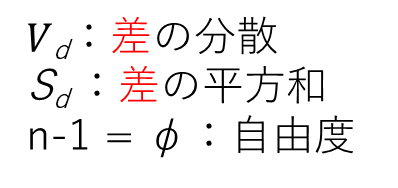 V_d：差の分散
S_d：差の平方和
n-1 = φ：自由度